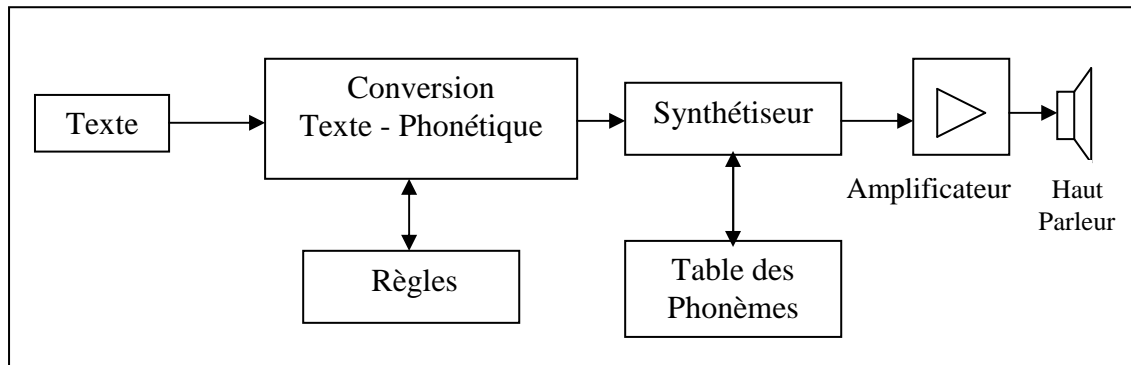 Texte
Conversion
Texte - Phonétique
Synthétiseur
Amplificateur
Haut
Parleur
Règles
Table des
Phonèmes